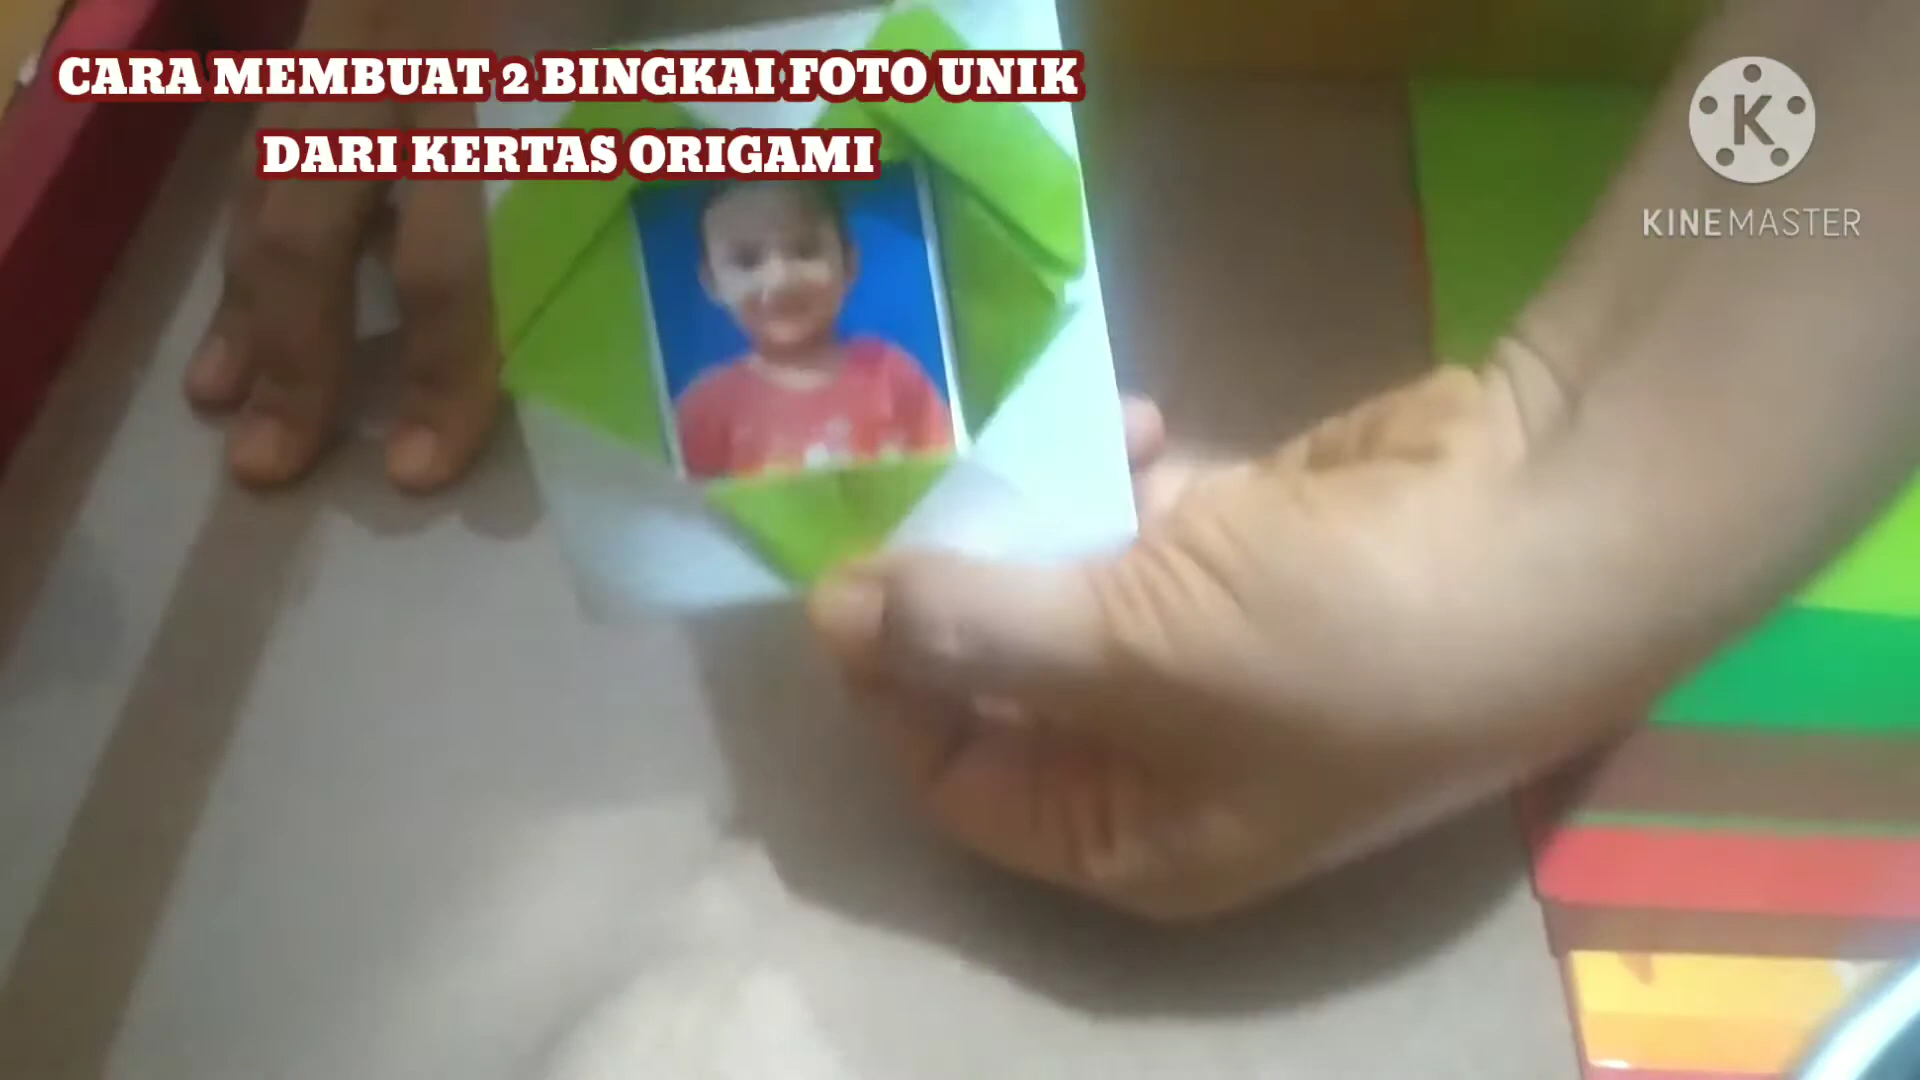 CARA MEMBUAT 2 BINGKAI FOTO UNIK
DARI KERTAS ORIGAMI
K
KINEMASTER